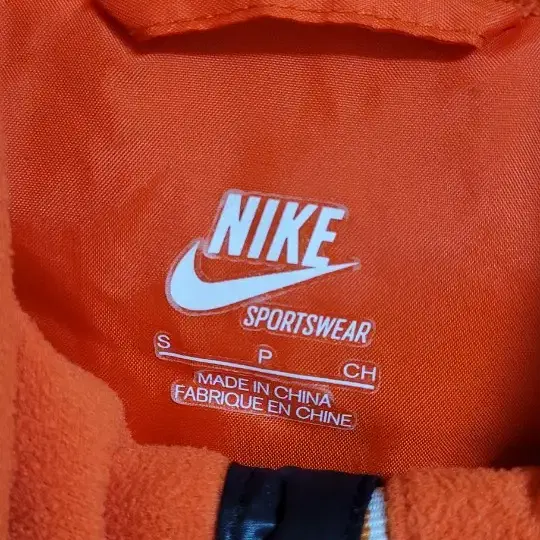 NIKE
SPORTSWEAR
S P CH
MADE IN CHINA
FABRIQUE EN CHINE